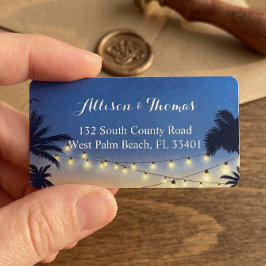 Allison & Thomas
132 South County Road
West Palm Beach, FL 33401